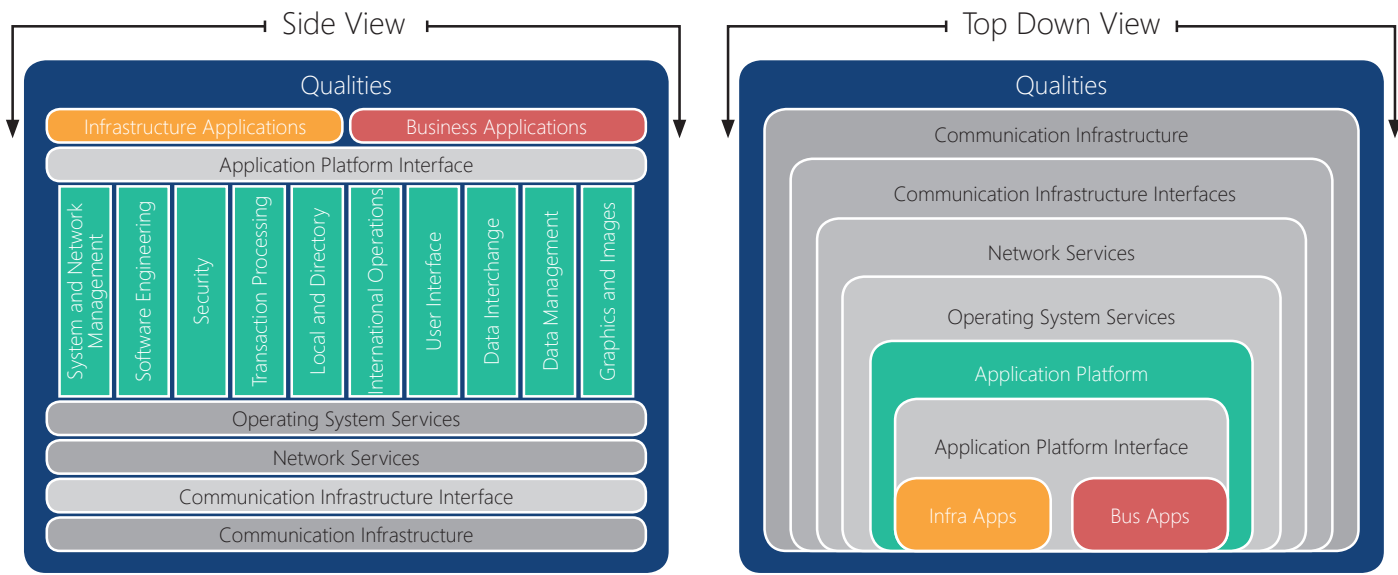 Side View
Qualities
Infrastructure Applications
Business Applications
Application Platform Interface
System and Network
Management
Software Engineering
Security
Transaction Processing
Local and Directory
International Operations
User Interface
Data Interchange
Data Management
Graphics and Images
Operating System Services
Network Services
Communication Infrastructure Interface
Communication Infrastructure
Top Down View
Qualities
Communication Infrastructure
Communication Infrastructure Interfaces
Network Services
Operating System Services
Application Platform
Application Platform Interface
Infra Apps
Bus Apps